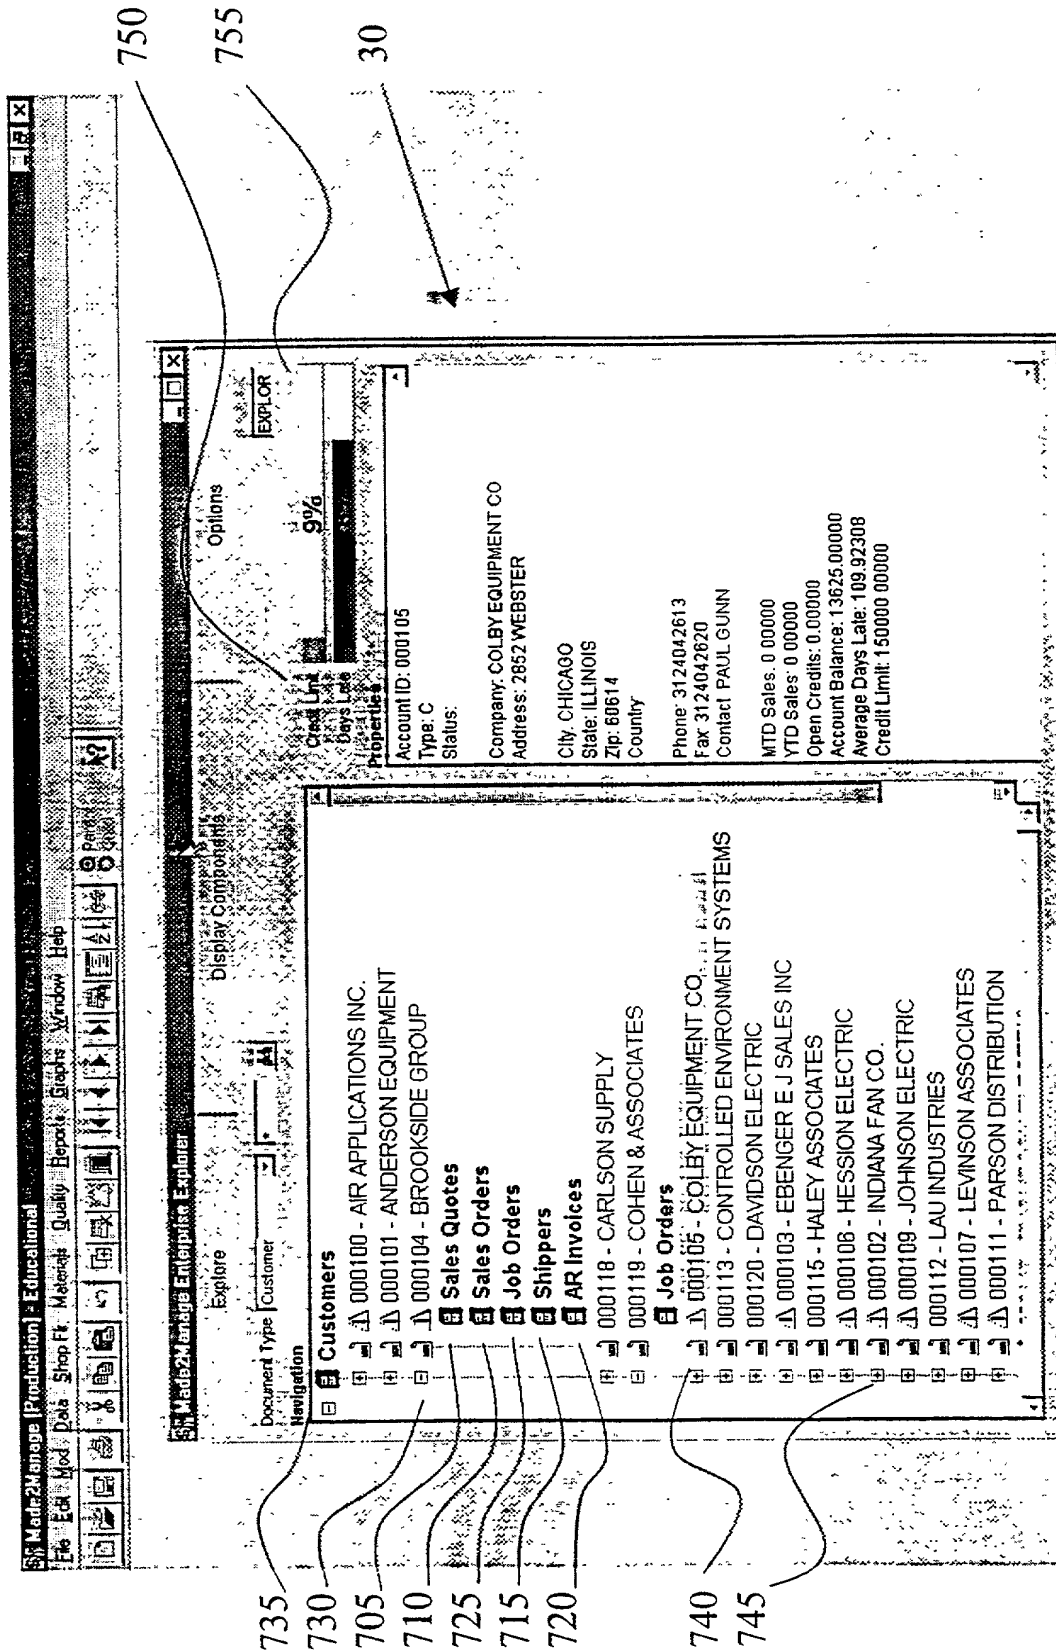 Made2Manage [Production] - Educational
File Edit Mod Data Shop Flr Materials Quality Reports Graphs Window Help
Made2Manage Enterprise Explorer
Explore
Display Components
Options
Document Type Customer
EXPLOR
Credit Limit 9%
Days Late
Navigation
Customers
000100 - AIR APPLICATIONS INC.
000101 - ANDERSON EQUIPMENT
000104 - BROOKSIDE GROUP
Sales Quotes
Sales Orders
Job Orders
Shippers
AR Invoices
000118 - CARLSON SUPPLY
000119 - COHEN & ASSOCIATES
Job Orders
000105 - COLBY EQUIPMENT CO.
000113 - CONTROLLED ENVIRONMENT SYSTEMS
000120 - DAVIDSON ELECTRIC
000103 - EBENGER E J SALES INC
000115 - HALEY ASSOCIATES
000106 - HESSION ELECTRIC
000102 - INDIANA FAN CO.
000109 - JOHNSON ELECTRIC
000112 - LAU INDUSTRIES
000107 - LEVINSON ASSOCIATES
000111 - PARSON DISTRIBUTION
Properties
Account ID: 000105
Type: C
Status:
Company: COLBY EQUIPMENT CO
Address: 2852 WEBSTER
City: CHICAGO
State: ILLINOIS
Zip: 60614
Country
Phone: 3124042613
Fax 3124042620
Contact PAUL GUNN
MTD Sales. 0 00000
YTD Sales: 0 00000
Open Credits: 0.00000
Account Balance: 13625.00000
Average Days Late: 109.92308
Credit Limit: 150000 00000
735
730
705
710
725
715
720
740
745
750
755
30